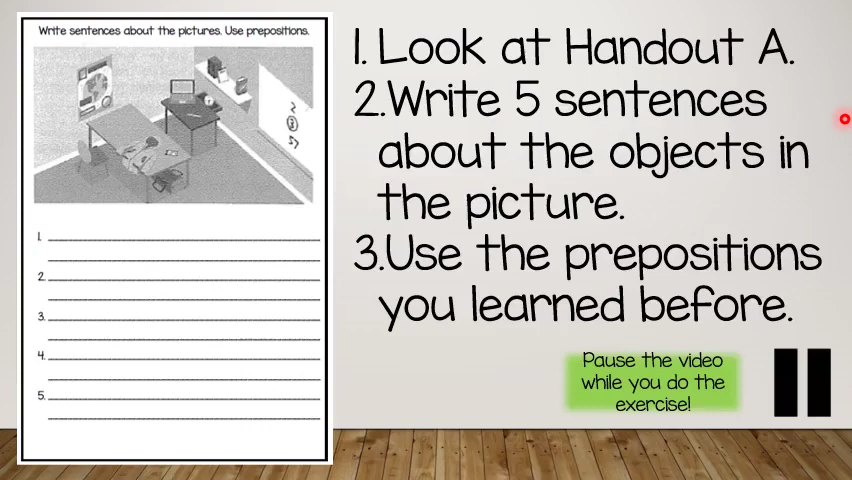 Write sentences about the pictures. Use prepositions.
1.
2.
3.
4.
5.
1. Look at Handout A.
2.Write 5 sentences
about the objects in
the picture.
3.Use the prepositions
you learned before.
Pause the video
while you do the
exercise!